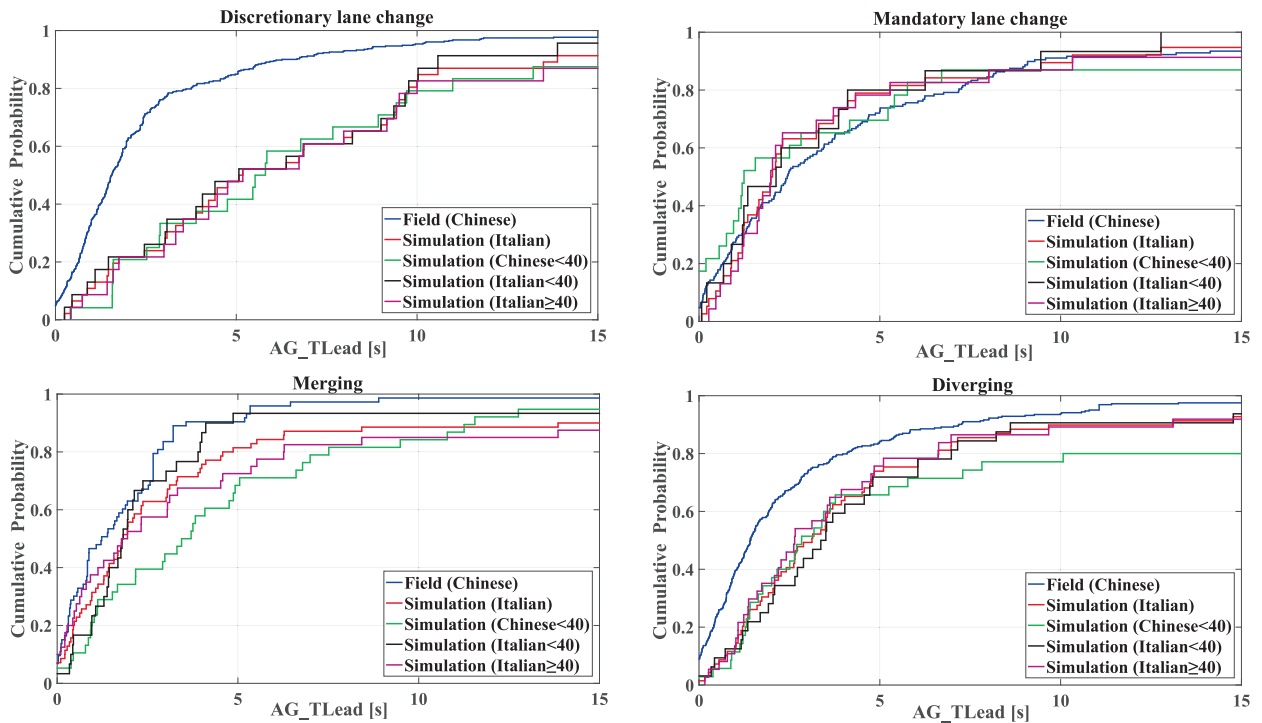 Discretionary lane change
Cumulative Probability
1
0.8
0.6
0.4
0.2
0
Field (Chinese)
Simulation (Italian)
Simulation (Chinese<40)
Simulation (Italian<40)
Simulation (Italian≥40)
0 5 10 15
AG_TLead [s]
Mandatory lane change
Cumulative Probability
1
0.8
0.6
0.4
0.2
0
Field (Chinese)
Simulation (Italian)
Simulation (Chinese<40)
Simulation (Italian<40)
Simulation (Italian≥40)
0 5 10 15
AG_TLead [s]
Merging
Cumulative Probability
1
0.8
0.6
0.4
0.2
0
Field (Chinese)
Simulation (Italian)
Simulation (Chinese<40)
Simulation (Italian<40)
Simulation (Italian≥40)
0 5 10 15
AG_TLead [s]
Diverging
Cumulative Probability
1
0.8
0.6
0.4
0.2
0
Field (Chinese)
Simulation (Italian)
Simulation (Chinese<40)
Simulation (Italian<40)
Simulation (Italian≥40)
0 5 10 15
AG_TLead [s]